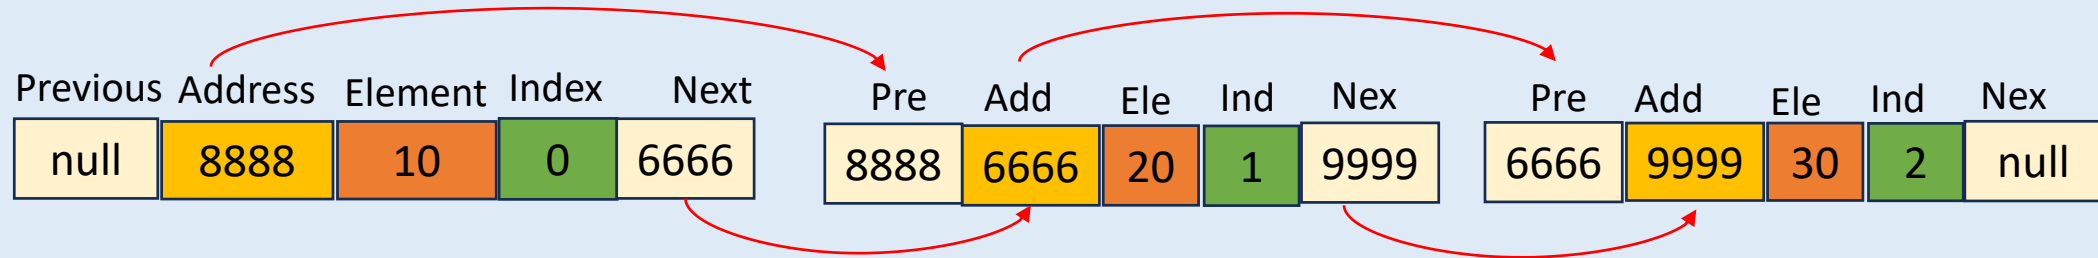 Previous Address Element Index Next
null 8888 10 0 6666
Pre Add Ele Ind Nex
8888 6666 20 1 9999
Pre Add Ele Ind Nex
6666 9999 30 2 null